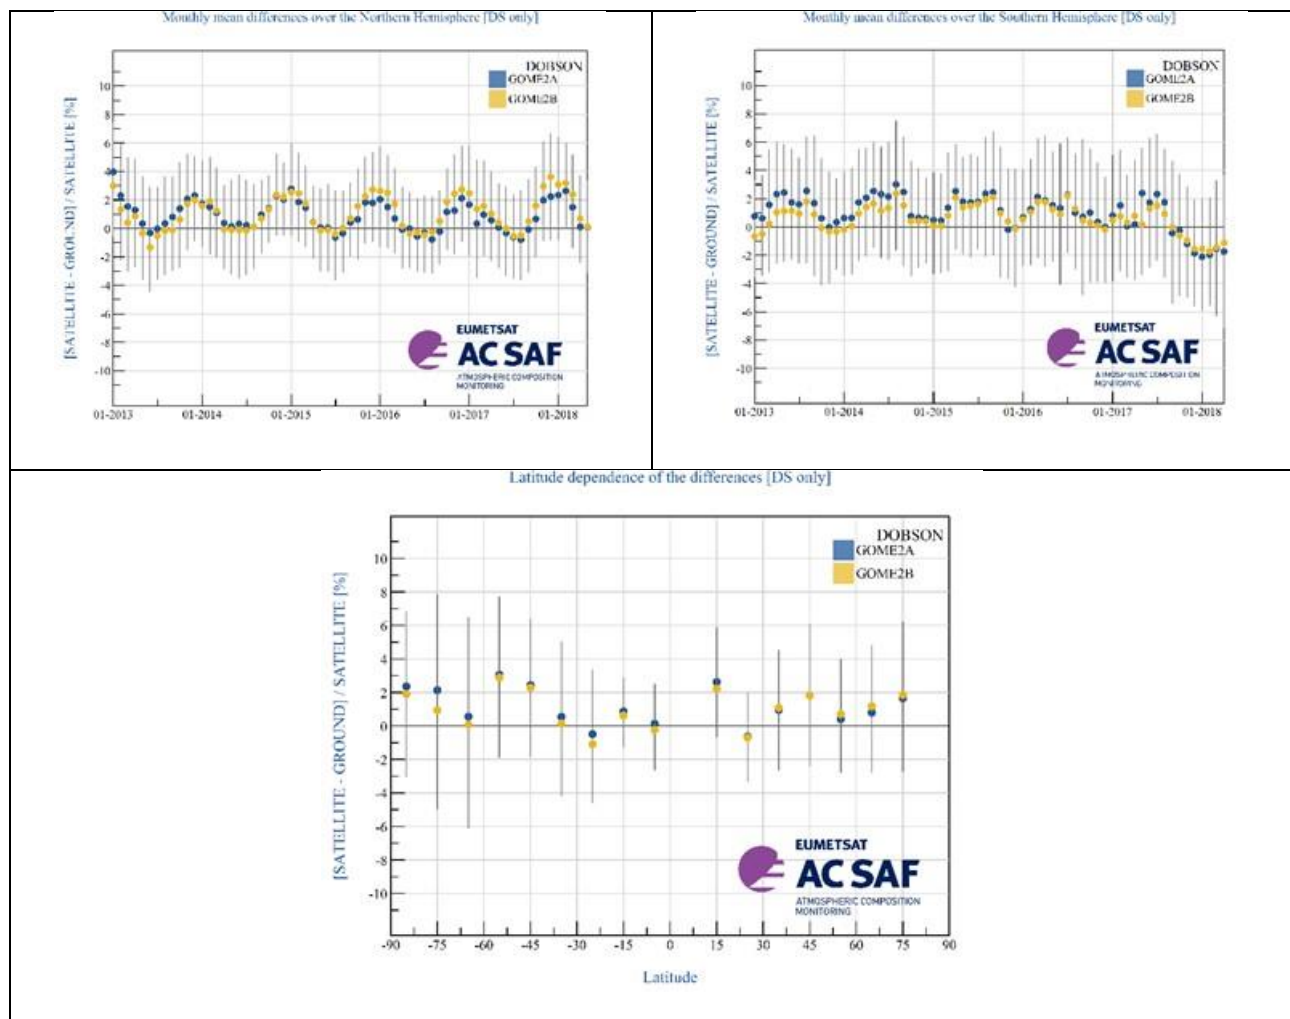 Monthly mean differences over the Northern Hemisphere [DS only]
[SATELLITE - GROUND] / SATELLITE [%]
DOBSON
GOME2A
GOME2B
10
8
6
4
2
0
-2
-4
-6
-8
-10
EUMETSAT
AC SAF
ATMOSPHERIC COMPOSITION
MONITORING
01-2013 01-2014 01-2015 01-2016 01-2017 01-2018
Monthly mean differences over the Southern Hemisphere [DS only]
[SATELLITE - GROUND] / SATELLITE [%]
DOBSON
GOME2A
GOME2B
10
8
6
4
2
0
-2
-4
-6
-8
-10
EUMETSAT
AC SAF
ATMOSPHERIC COMPOSITION
MONITORING
01-2013 01-2014 01-2015 01-2016 01-2017 01-2018
Latitude dependence of the differences [DS only]
[SATELLITE - GROUND] / SATELLITE [%]
DOBSON
GOME2A
GOME2B
10
8
6
4
2
0
-2
-4
-6
-8
-10
EUMETSAT
AC SAF
ATMOSPHERIC COMPOSITION
MONITORING
-90 -75 -60 -45 -30 -15 0 15 30 45 60 75 90
Latitude